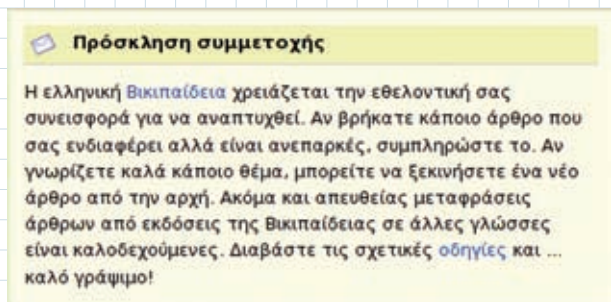 Πρόσκληση συμμετοχής
Η ελληνική Βικιπαίδεια χρειάζεται την εθελοντική σας
συνεισφορά για να αναπτυχθεί. Αν βρήκατε κάποιο άρθρο που
σας ενδιαφέρει αλλά είναι ανεπαρκές, συμπληρώστε το. Αν
γνωρίζετε καλά κάποιο θέμα, μπορείτε να ξεκινήσετε ένα νέο
άρθρο από την αρχή. Ακόμα και απευθείας μεταφράσεις
άρθρων από εκδόσεις της Βικιπαίδειας σε άλλες γλώσσες
είναι καλοδεχούμενες. Διαβάστε τις σχετικές οδηγίες και ...
καλό γράψιμο!